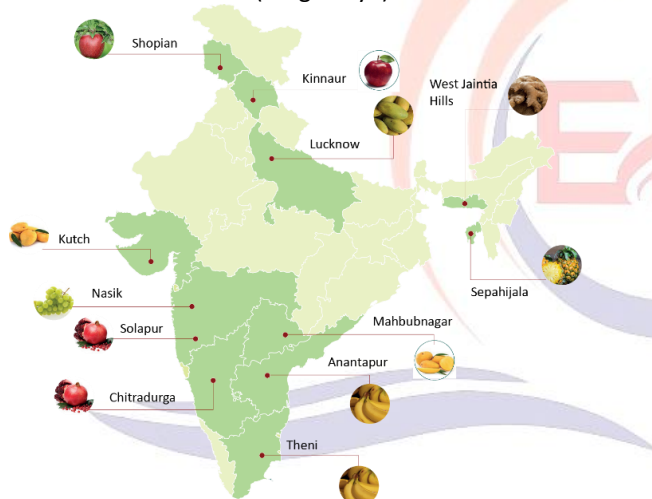 Shopian
Kinnaur
West Jaintia
Hills
Lucknow
Kutch
Sepahijala
Nasik
Solapur
Mahbubnagar
Anantapur
Chitradurga
Theni